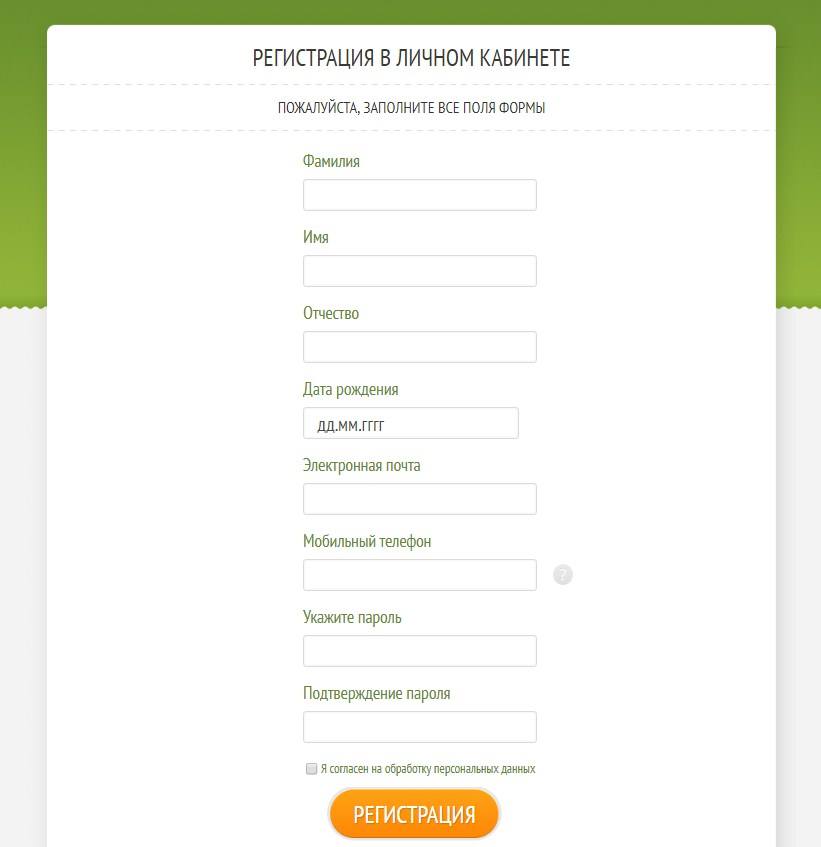 РЕГИСТРАЦИЯ В ЛИЧНОМ КАБИНЕТЕ
ПОЖАЛУЙСТА, ЗАПОЛНИТЕ ВСЕ ПОЛЯ ФОРМЫ
Фамилия
Имя
Отчество
Дата рождения
дд.мм.гггг
Электронная почта
Мобильный телефон
?
Укажите пароль
Подтверждение пароля
Я согласен на обработку персональных данных
РЕГИСТРАЦИЯ